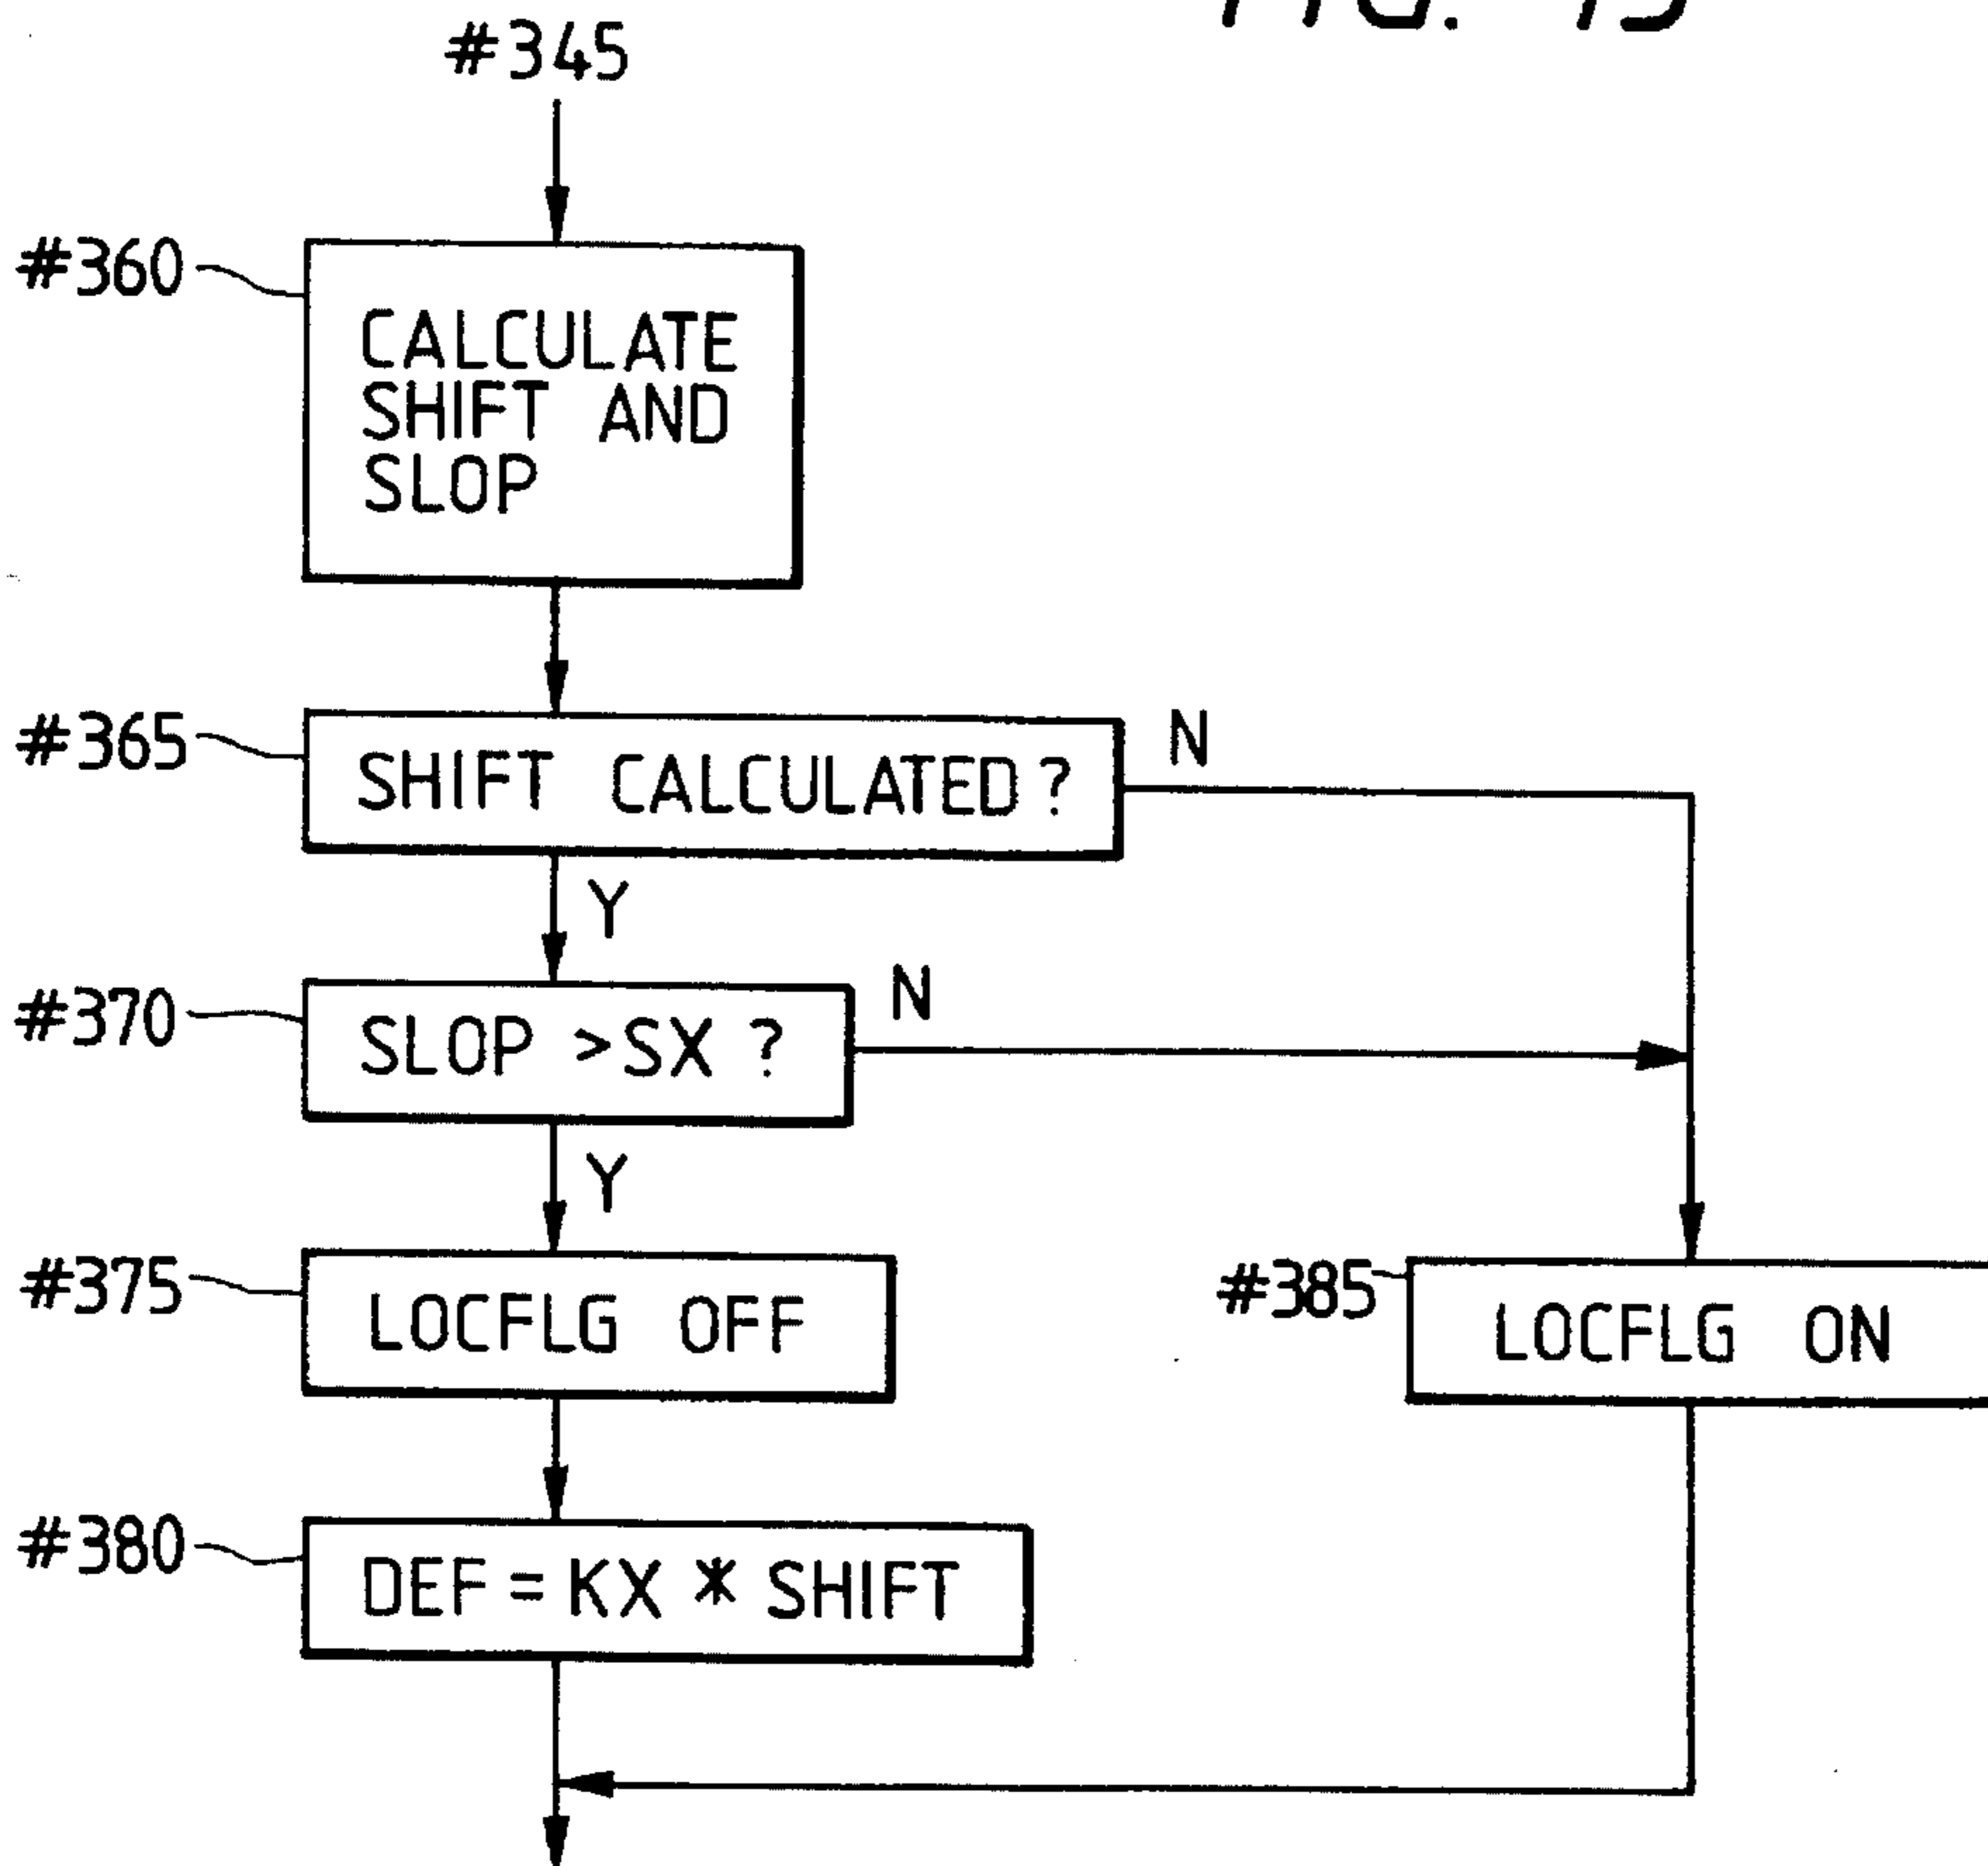 #345
#360
CALCULATE
SHIFT AND
SLOP
#365
SHIFT CALCULATED ?
N
Y
#370
SLOP >SX ?
N
Y
#375
LOCFLG OFF
#385
LOCFLG ON
#380
DEF = KX * SHIFT